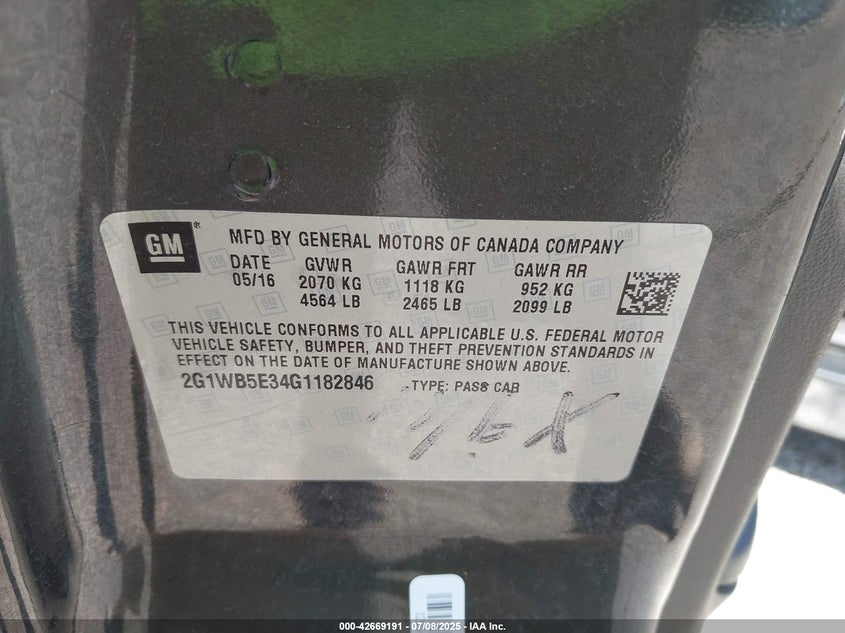 GM
MFD BY GENERAL MOTORS OF CANADA COMPANY
DATE GVWR GAWR FRT GAWR RR
05/16 2070 KG 1118 KG 952 KG
4564 LB 2465 LB 2099 LB
THIS VEHICLE CONFORMS TO ALL APPLICABLE U.S. FEDERAL MOTOR
VEHICLE SAFETY, BUMPER, AND THEFT PREVENTION STANDARDS IN
EFFECT ON THE DATE OF MANUFACTURE SHOWN ABOVE.
2G1WB5E34G1182846 TYPE: PASS CAR
000-42669191 - 07/08/2025 - IAA Inc.